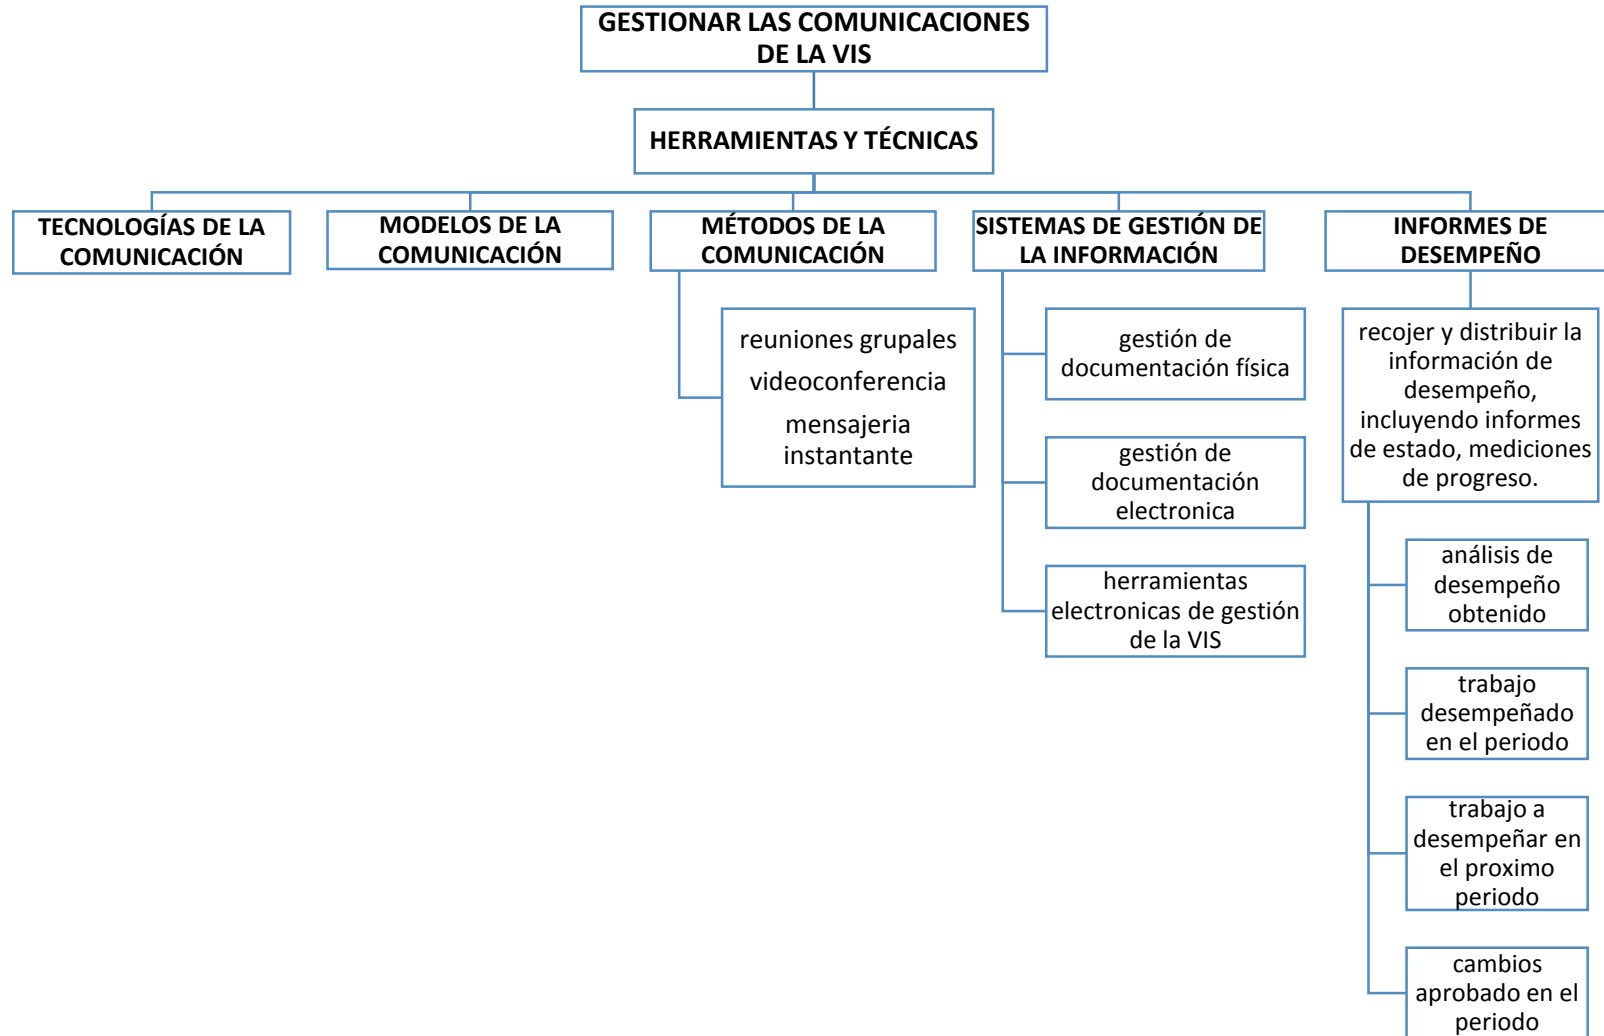 GESTIONAR LAS COMUNICACIONES
DE LA VIS
HERRAMIENTAS Y TÉCNICAS
TECNOLOGÍAS DE LA
COMUNICACIÓN
MODELOS DE LA
COMUNICACIÓN
MÉTODOS DE LA
COMUNICACIÓN
reuniones grupales
videoconferencia
mensajeria
instantante
SISTEMAS DE GESTIÓN DE
LA INFORMACIÓN
gestión de
documentación física
gestión de
documentación
electronica
herramientas
electronicas de gestión
de la VIS
INFORMES DE
DESEMPEÑO
recojer y distribuir la
información de
desempeño,
incluyendo informes
de estado, mediciones
de progreso.
análisis de
desempeño
obtenido
trabajo
desempeñado
en el periodo
trabajo a
desempeñar en
el proximo
periodo
cambios
aprobado en el
periodo